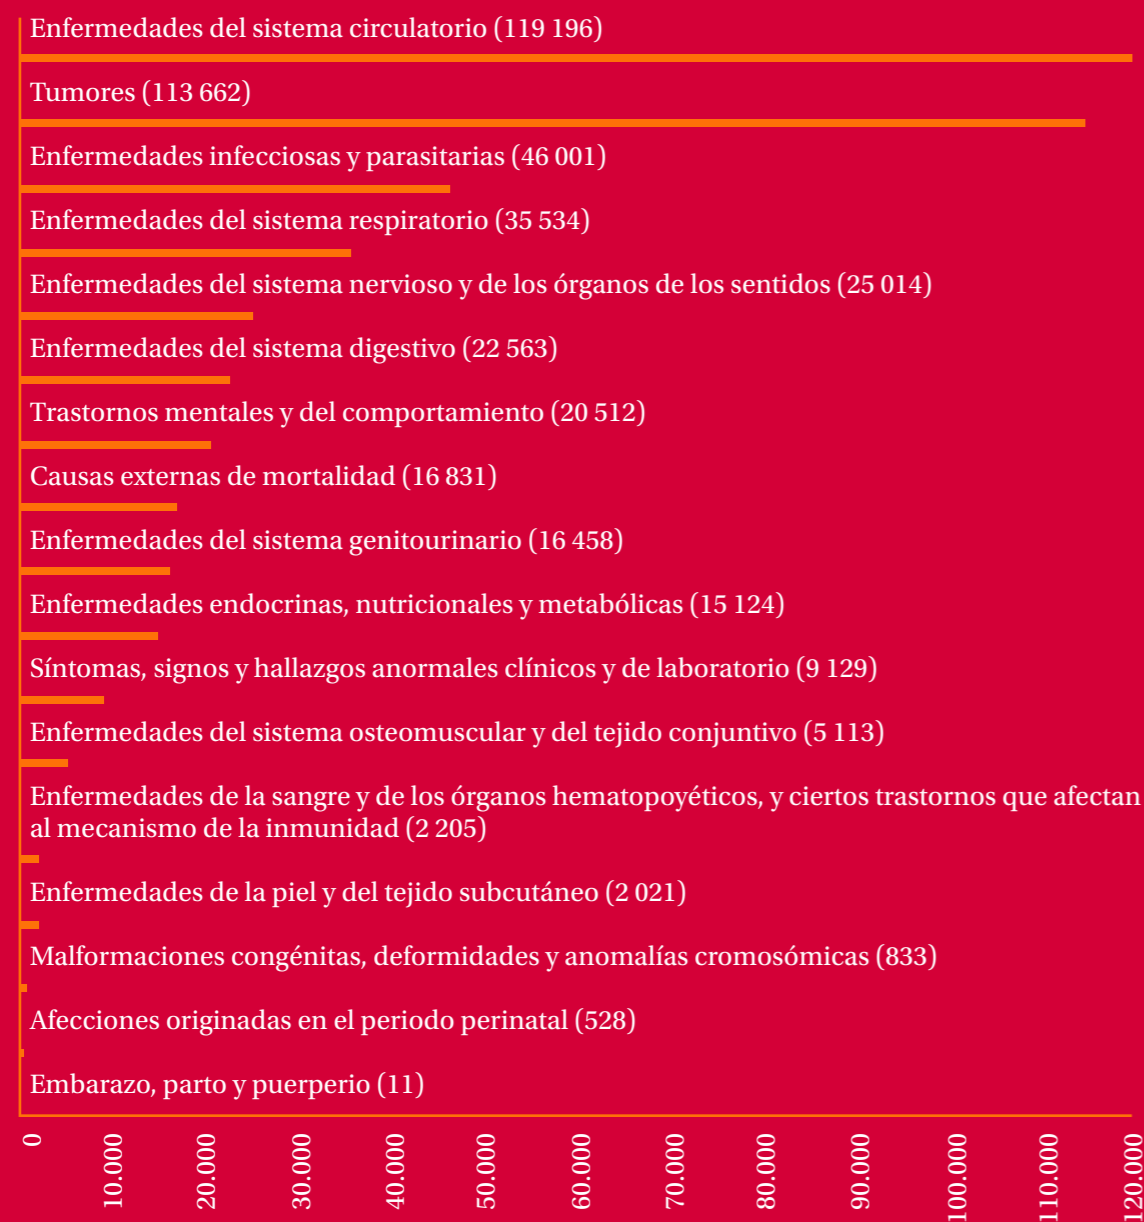 Enfermedades del sistema circulatorio (119 196)
Tumores (113 662)
Enfermedades infecciosas y parasitarias (46 001)
Enfermedades del sistema respiratorio (35 534)
Enfermedades del sistema nervioso y de los órganos de los sentidos (25 014)
Enfermedades del sistema digestivo (22 563)
Trastornos mentales y del comportamiento (20 512)
Causas externas de mortalidad (16 831)
Enfermedades del sistema genitourinario (16 458)
Enfermedades endocrinas, nutricionales y metabólicas (15 124)
Síntomas, signos y hallazgos anormales clínicos y de laboratorio (9 129)
Enfermedades del sistema osteomuscular y del tejido conjuntivo (5 113)
Enfermedades de la sangre y de los órganos hematopoyéticos, y ciertos trastornos que afectan
al mecanismo de la inmunidad (2 205)
Enfermedades de la piel y del tejido subcutáneo (2 021)
Malformaciones congénitas, deformidades y anomalías cromosómicas (833)
Afecciones originadas en el periodo perinatal (528)
Embarazo, parto y puerperio (11)
0
10.000
20.000
30.000
40.000
50.000
60.000
70.000
80.000
90.000
100.000
110.000
120.000